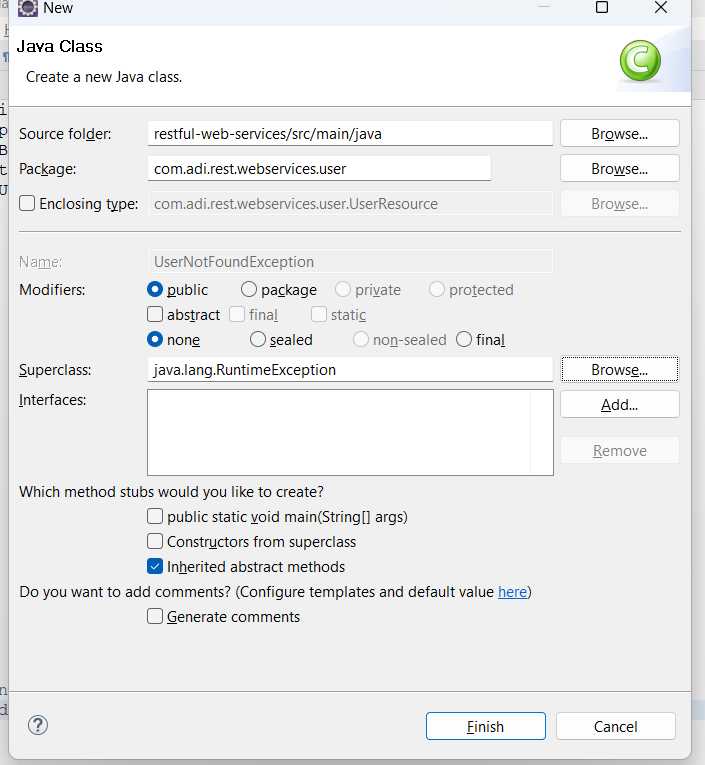 New
Java Class
Create a new Java class.
Source folder: restful-web-services/src/main/java Browse...
Package: com.adi.rest.webservices.user Browse...
Enclosing type: com.adi.rest.webservices.user.UserResource Browse...
Name: UserNotFoundException
Modifiers: public package private protected
abstract final static
none sealed non-sealed final
Superclass: java.lang.RuntimeException Browse...
Interfaces: Add...
Remove
Which method stubs would you like to create?
public static void main(String[] args)
Constructors from superclass
Inherited abstract methods
Do you want to add comments? (Configure templates and default value here)
Generate comments
? Finish Cancel